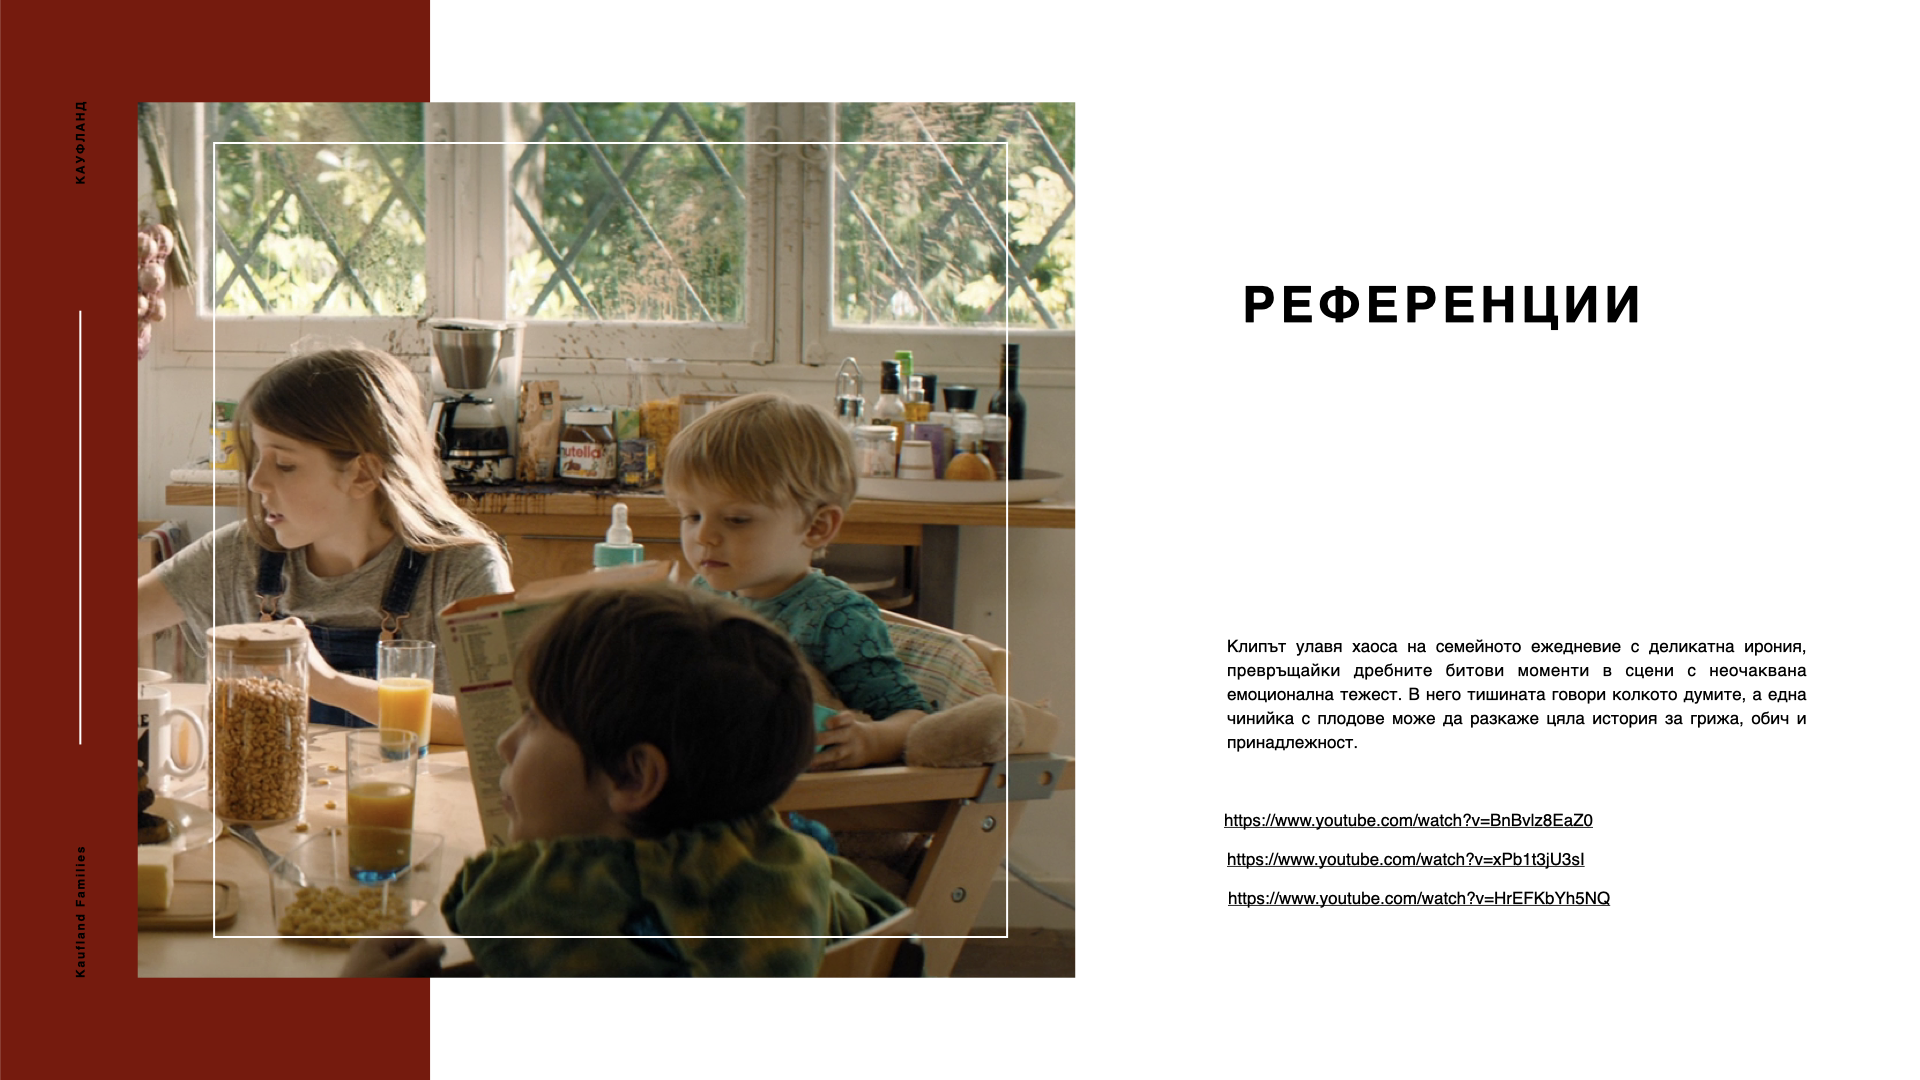 КАУФЛАНД
Kaufland Families
nutella
РЕФЕРЕНЦИИ
Клипът улавя хаоса на семейното ежедневие с деликатна ирония,
превръщайки дребните битови моменти в сцени с неочаквана
емоционална тежест. В него тишината говори колкото думите, а една
чинийка с плодове може да разкаже цяла история за грижа, обич и
принадлежност.
https://www.youtube.com/watch?v=BnBvlz8EaZ0
https://www.youtube.com/watch?v=xPb1t3jU3sI
https://www.youtube.com/watch?v=HrEFKbYh5NQ